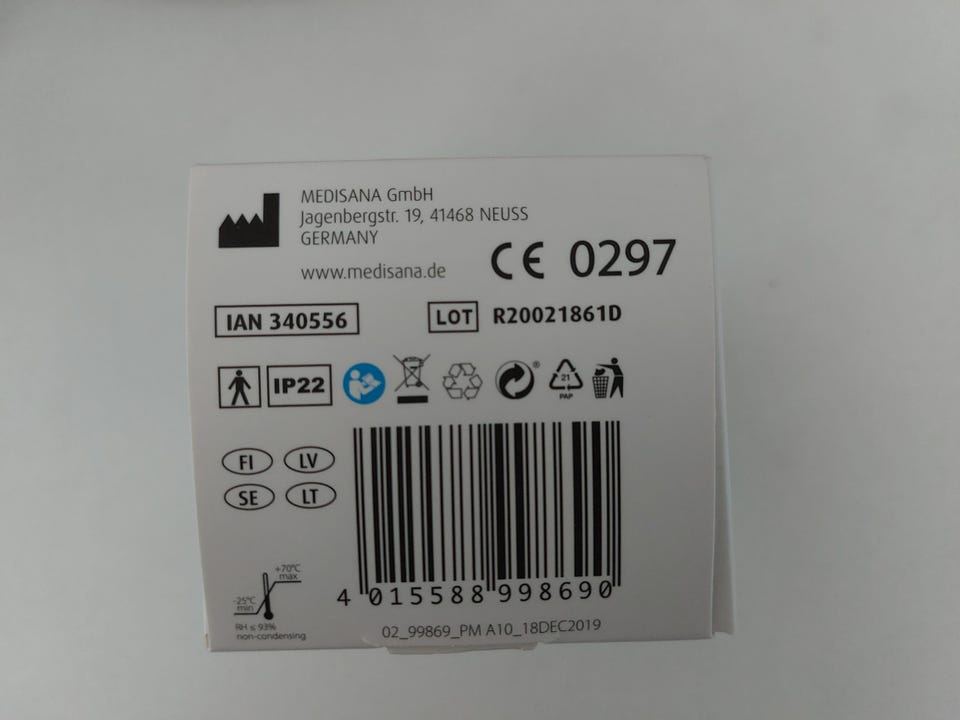 MEDISANA GmbH
Jagenbergstr. 19, 41468 NEUSS
GERMANY
www.medisana.de
CE 0297
IAN 340556
LOT R20021861D
IP22
21
PAP
FI LV
SE LT
+70°C
max
-25°C
min
RH ≤ 93%
non-condensing
4 015588 998690
02_99869_PM A10_18DEC2019